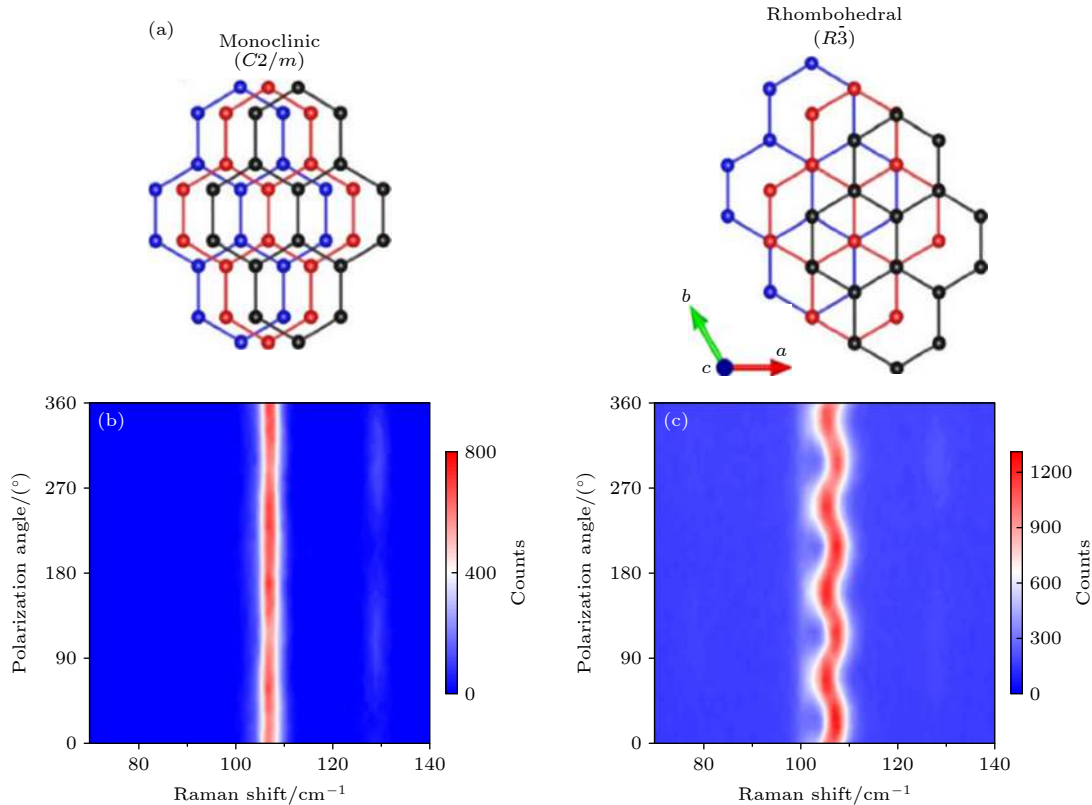 (a)
Monoclinic
(C2/m)
Rhombohedral
(R3̄)
b
a
c
(b)
360
270
180
90
0
Polarization angle/(°)
80
100
120
140
Raman shift/cm⁻¹
800
400
0
Counts
(c)
360
270
180
90
0
Polarization angle/(°)
80
100
120
140
Raman shift/cm⁻¹
1200
900
600
300
0
Counts